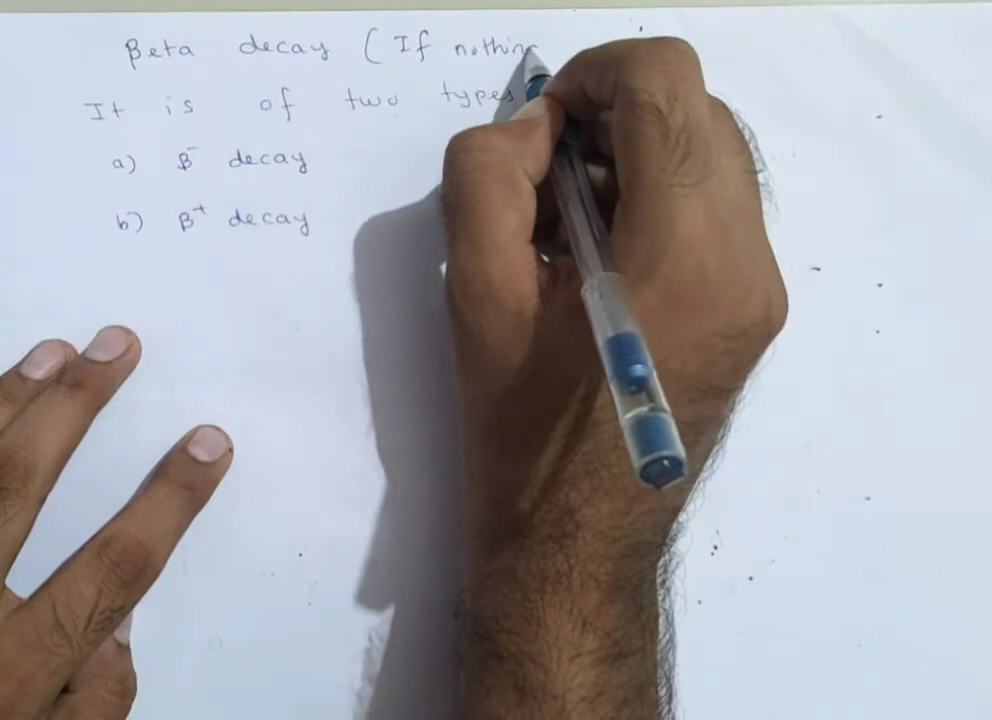 Beta decay (If nothing
It is of two types
a) β⁻ decay
b) β⁺ decay